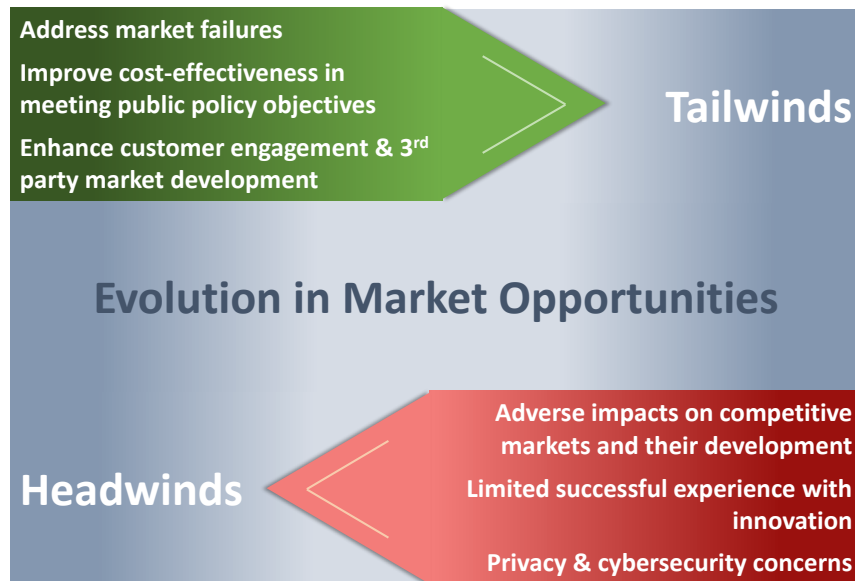 Address market failures
Improve cost-effectiveness in
meeting public policy objectives
Enhance customer engagement & 3rd
party market development
Tailwinds
Evolution in Market Opportunities
Headwinds
Adverse impacts on competitive
markets and their development
Limited successful experience with
innovation
Privacy & cybersecurity concerns